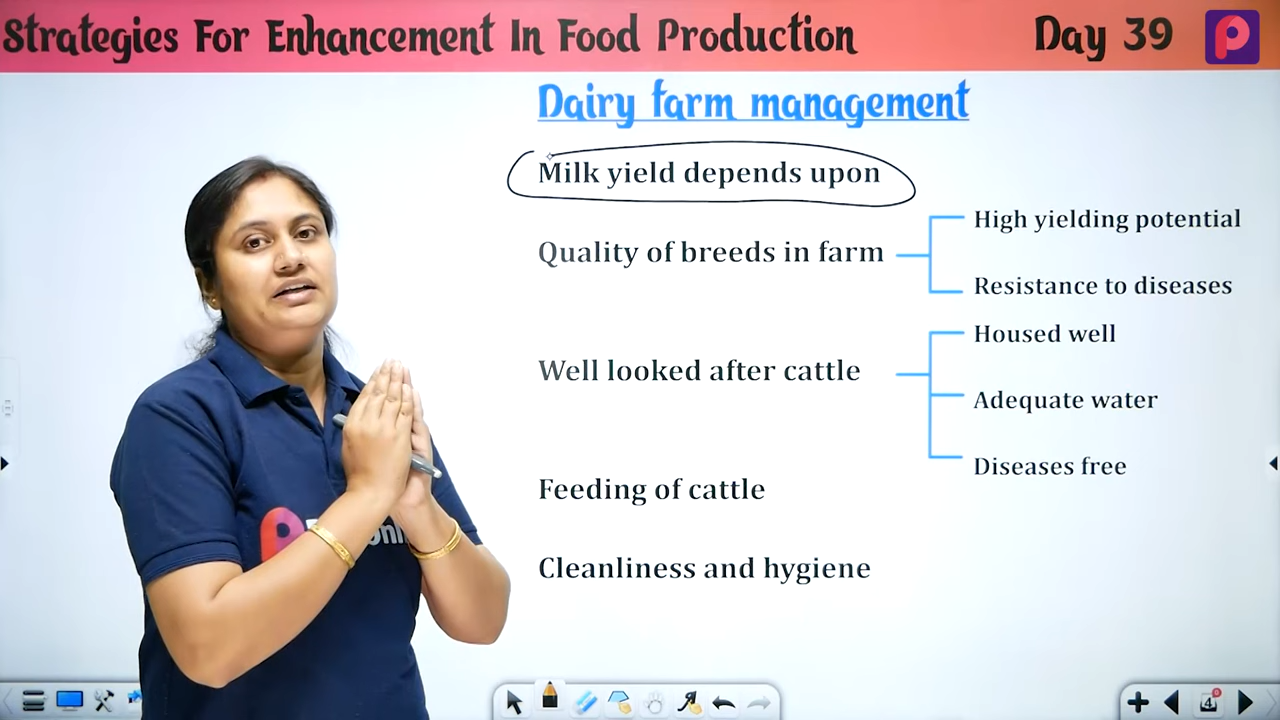 Strategies For Enhancement In Food Production
Day 39
Dairy farm management
Milk yield depends upon
Quality of breeds in farm
High yielding potential
Resistance to diseases
Well looked after cattle
Housed well
Adequate water
Diseases free
Feeding of cattle
Cleanliness and hygiene
4